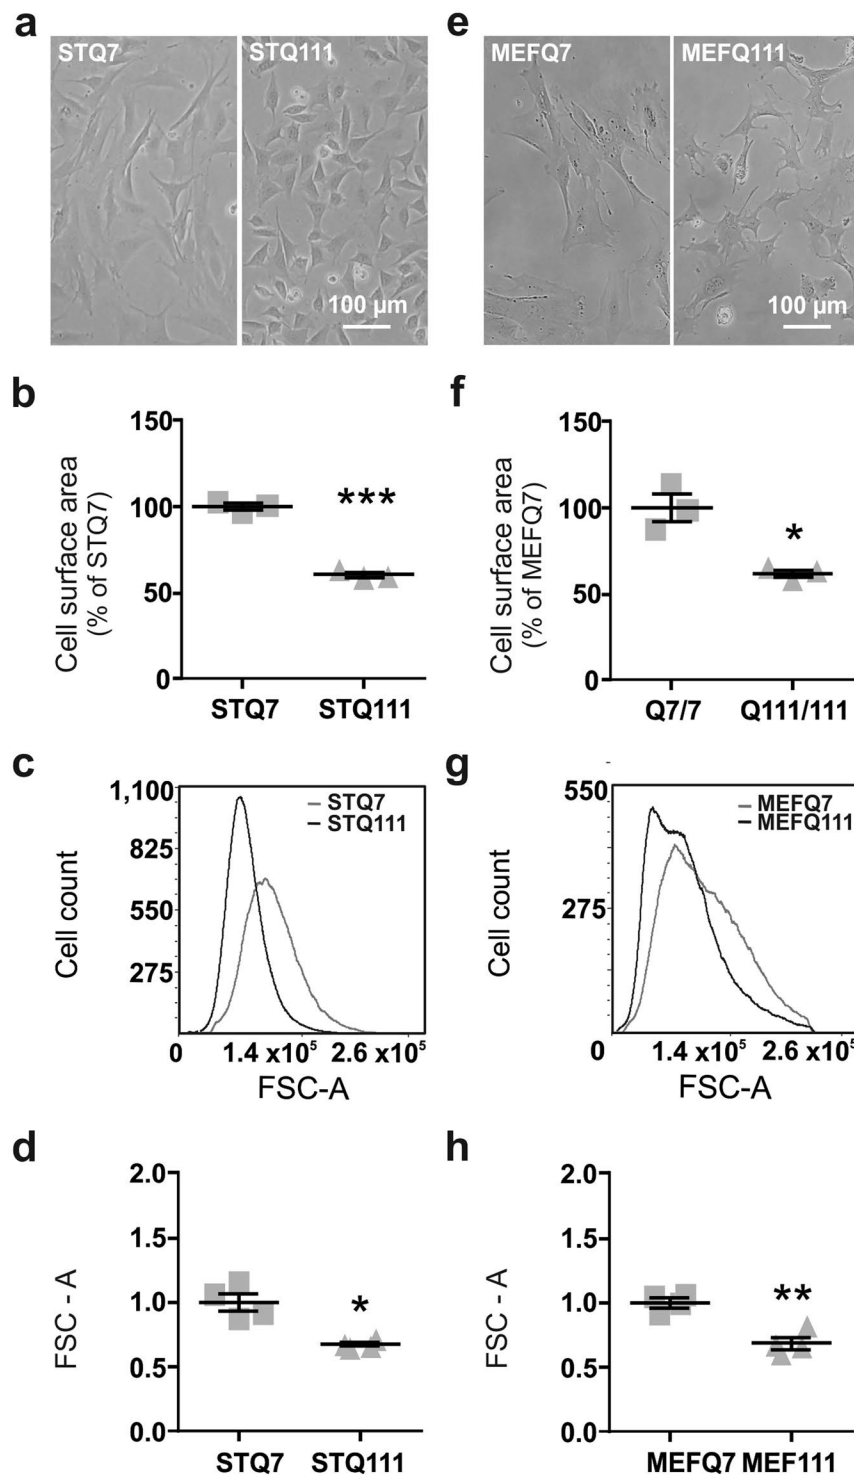 a
STQ7
STQ111
100 µm
b
150
100
50
0
Cell surface area
(% of STQ7)
***
STQ7
STQ111
c
1,100
825
550
275
Cell count
STQ7
STQ111
0
1.4 x10⁵
2.6 x10⁵
FSC-A
d
2.0
1.5
1.0
0.5
0.0
FSC - A
*
STQ7
STQ111
e
MEFQ7
MEFQ111
100 µm
f
150
100
50
0
Cell surface area
(% of MEFQ7)
*
Q7/7
Q111/111
g
550
275
Cell count
MEFQ7
MEFQ111
0
1.4 x10⁵
2.6 x10⁵
FSC-A
h
2.0
1.5
1.0
0.5
0.0
FSC - A
**
MEFQ7
MEF111